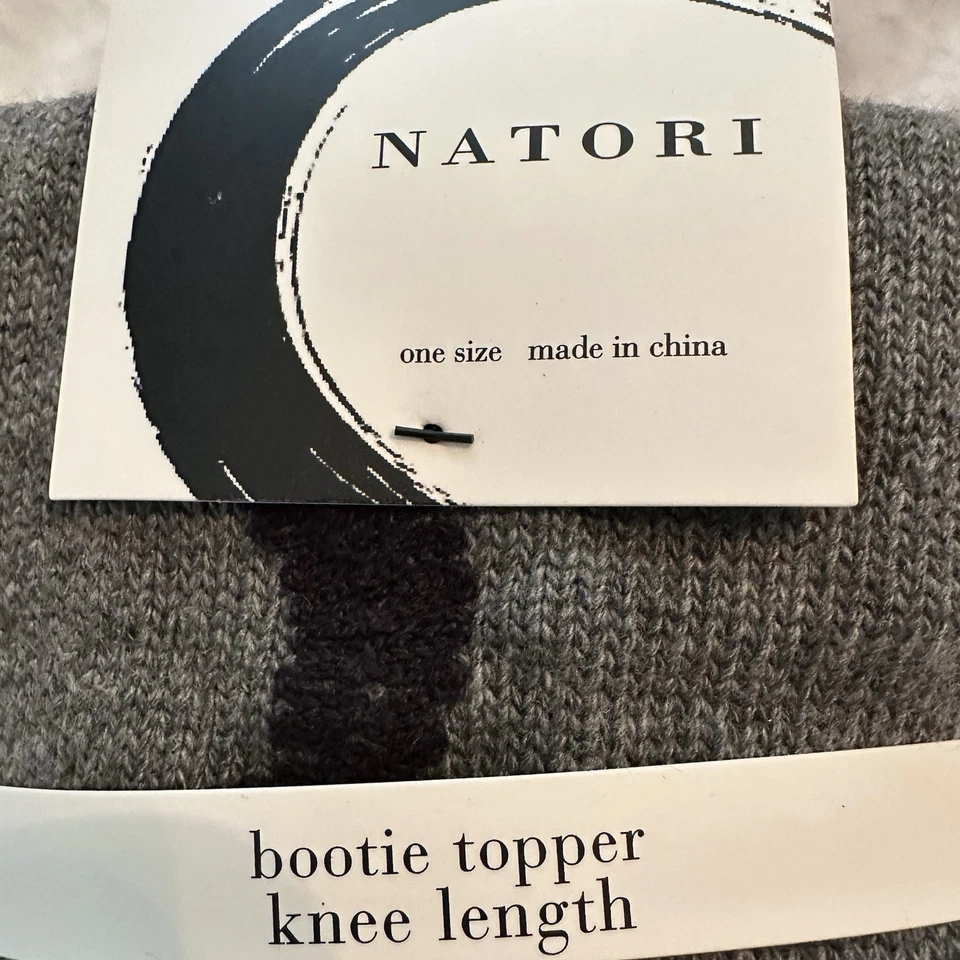 NATORI
one size made in china
bootie topper
knee length